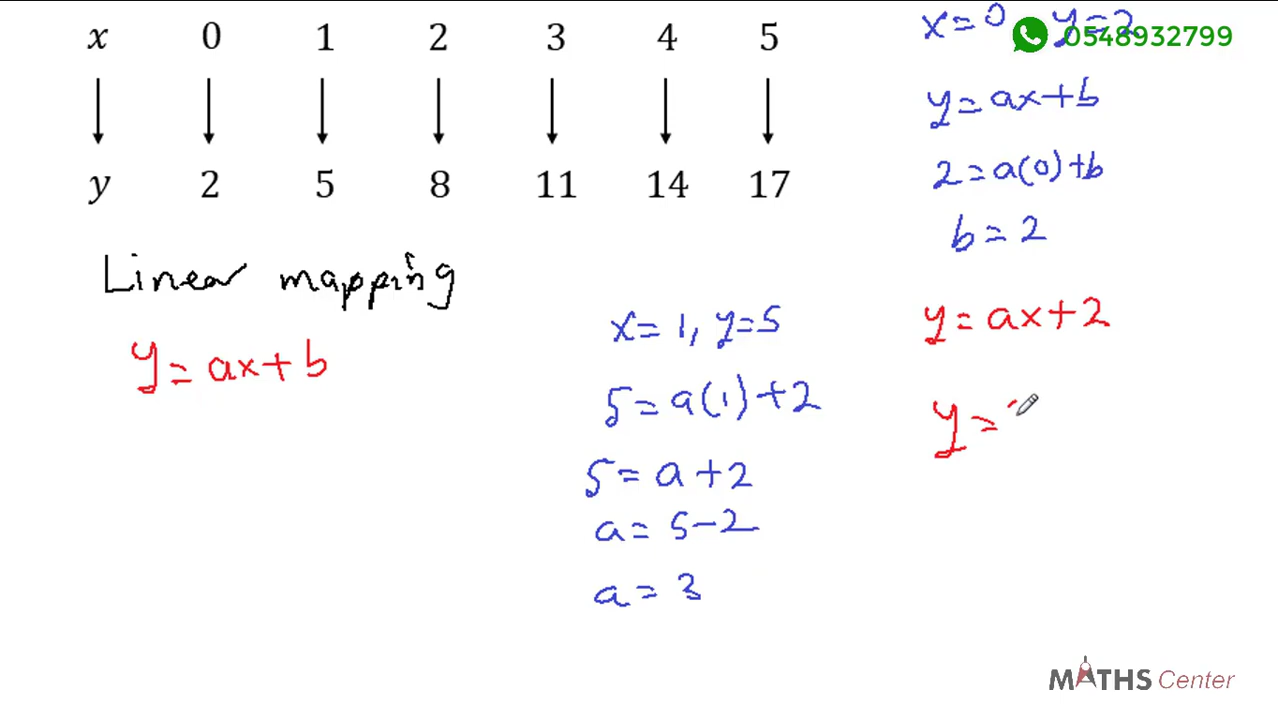 x 0 1 2 3 4 5
y 2 5 8 11 14 17
Linear mapping
y = ax + b
x = 1, y = 5
5 = a(1) + 2
5 = a + 2
a = 5 - 2
a = 3
x = 0 y = 2
0548932799
y = ax + b
2 = a(0) + b
b = 2
y = ax + 2
y =
MATHS Center